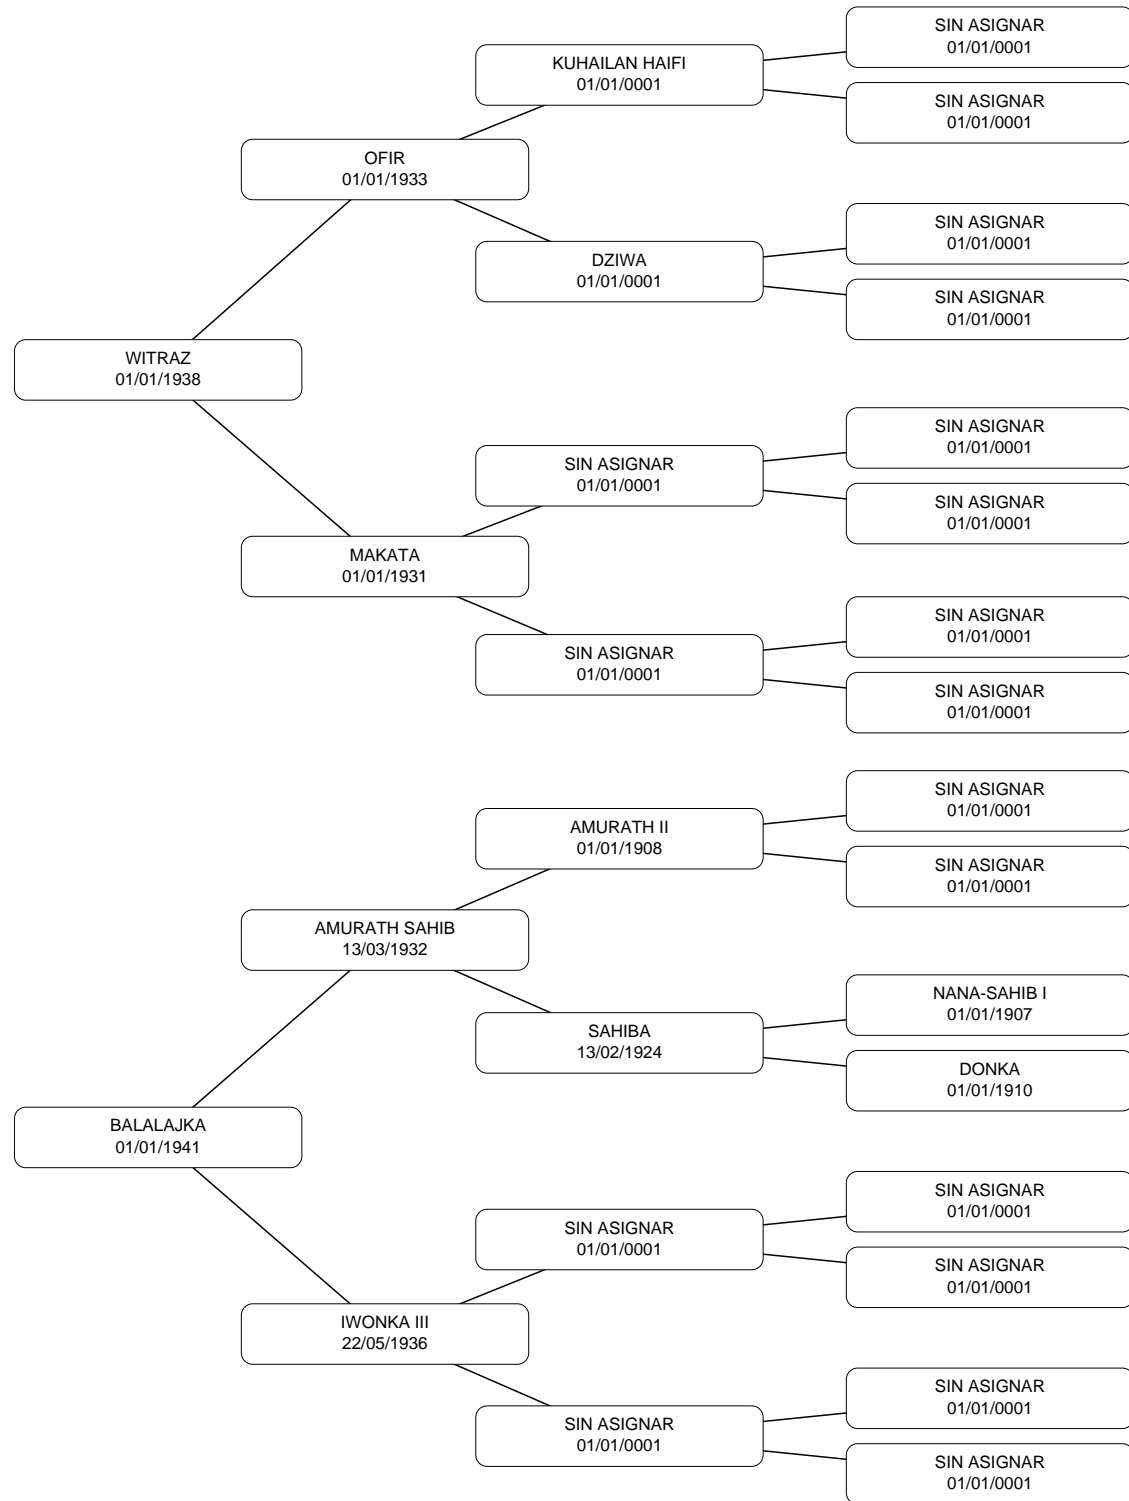 SIN ASIGNAR
01/01/0001
KUHAILAN HAIFI
01/01/0001
SIN ASIGNAR
01/01/0001
OFIR
01/01/1933
SIN ASIGNAR
01/01/0001
DZIWA
01/01/0001
SIN ASIGNAR
01/01/0001
WITRAZ
01/01/1938
SIN ASIGNAR
01/01/0001
SIN ASIGNAR
01/01/0001
SIN ASIGNAR
01/01/0001
MAKATA
01/01/1931
SIN ASIGNAR
01/01/0001
SIN ASIGNAR
01/01/0001
SIN ASIGNAR
01/01/0001
SIN ASIGNAR
01/01/0001
AMURATH II
01/01/1908
SIN ASIGNAR
01/01/0001
AMURATH SAHIB
13/03/1932
NANA-SAHIB I
01/01/1907
SAHIBA
13/02/1924
DONKA
01/01/1910
BALALAJKA
01/01/1941
SIN ASIGNAR
01/01/0001
SIN ASIGNAR
01/01/0001
SIN ASIGNAR
01/01/0001
IWONKA III
22/05/1936
SIN ASIGNAR
01/01/0001
SIN ASIGNAR
01/01/0001
SIN ASIGNAR
01/01/0001